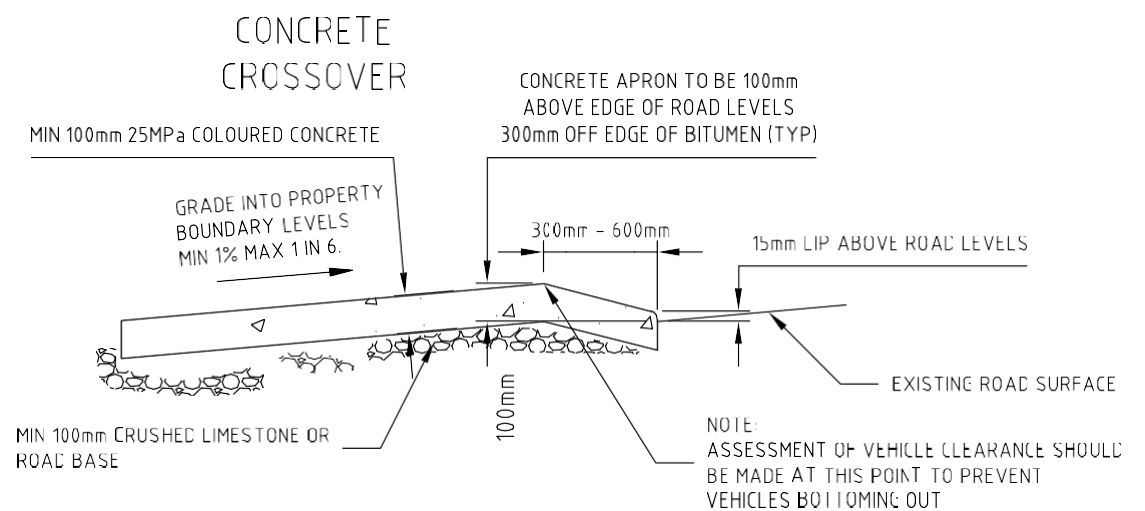 CONCRETE
CROSSOVER
CONCRETE APRON TO BE 100mm
ABOVE EDGE OF ROAD LEVELS
300mm OFF EDGE OF BITUMEN (TYP)
MIN 100mm 25MPa COLOURED CONCRETE
GRADE INTO PROPERTY
BOUNDARY LEVELS
MIN 1% MAX 1 IN 6.
300mm - 600mm
15mm LIP ABOVE ROAD LEVELS
EXISTING ROAD SURFACE
100mm
MIN 100mm CRUSHED LIMESTONE OR
ROAD BASE
NOTE:
ASSESSMENT OF VEHICLE CLEARANCE SHOULD
BE MADE AT THIS POINT TO PREVENT
VEHICLES BOTTOMING OUT